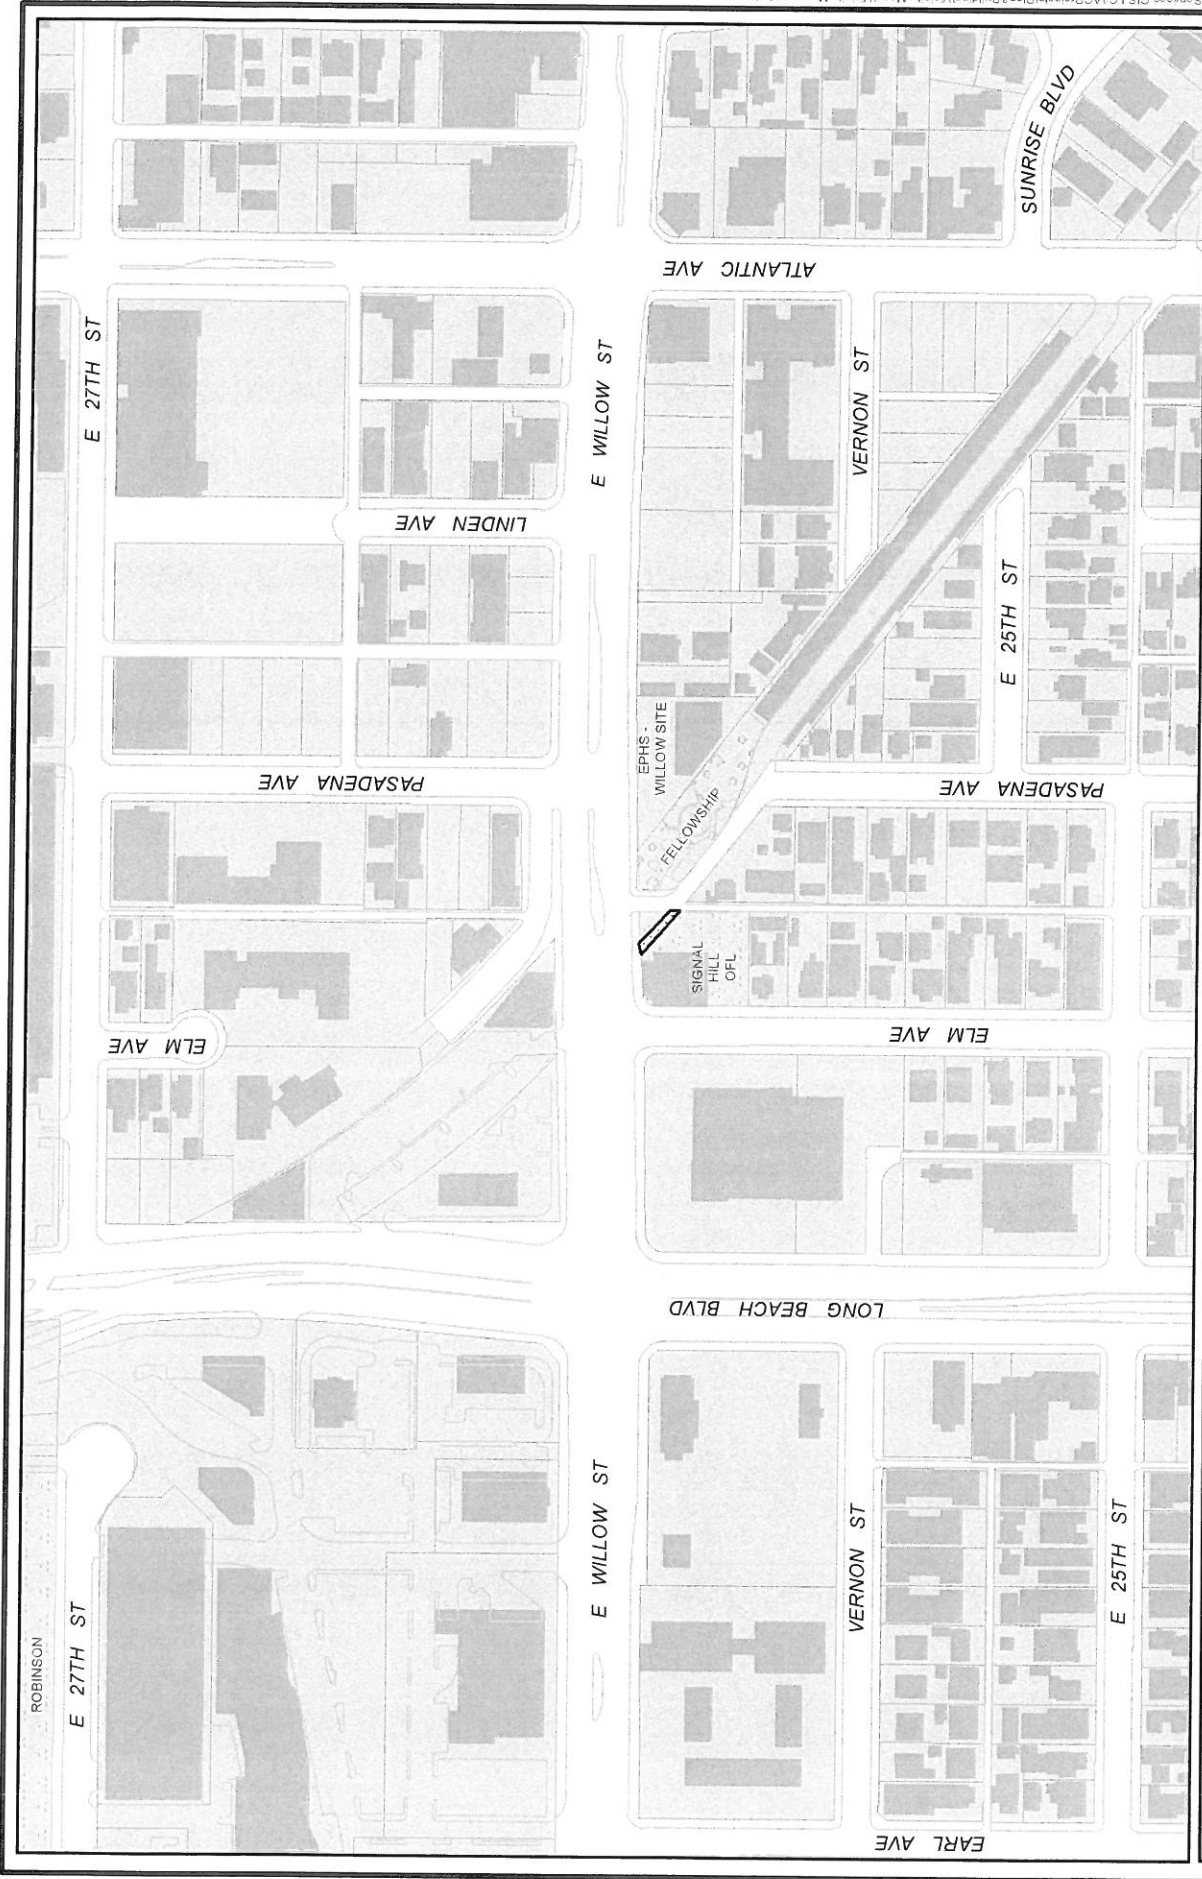 ROBINSON
E 27TH ST
E 27TH ST
E WILLOW ST
E WILLOW ST
VERNON ST
VERNON ST
E 25TH ST
E 25TH ST
EARL AVE
LONG BEACH BLVD
ELM AVE
ELM AVE
PASADENA AVE
PASADENA AVE
LINDEN AVE
ATLANTIC AVE
SUNRISE BLVD
SIGNAL
HILL
OFL
FELLOWSHIP
EPHS -
WILLOW SITE